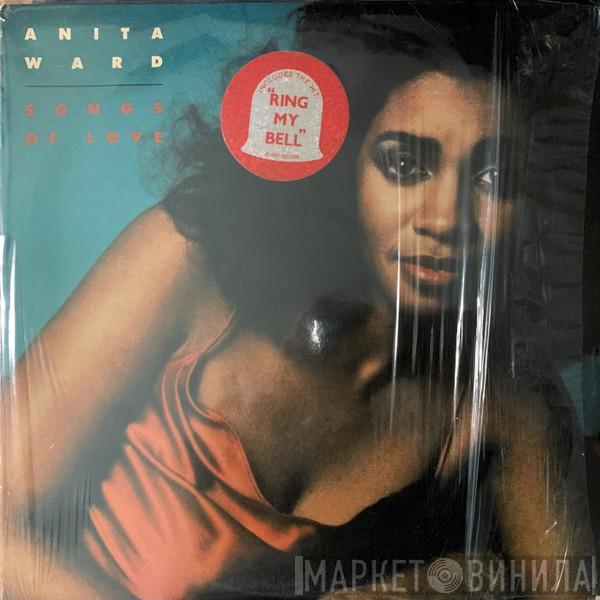 ANITA
WARD
SONGS
OF LOVE
INCLUDES THE HIT
"RING
MY
BELL"
МАРКЕТ ВИНИЛА